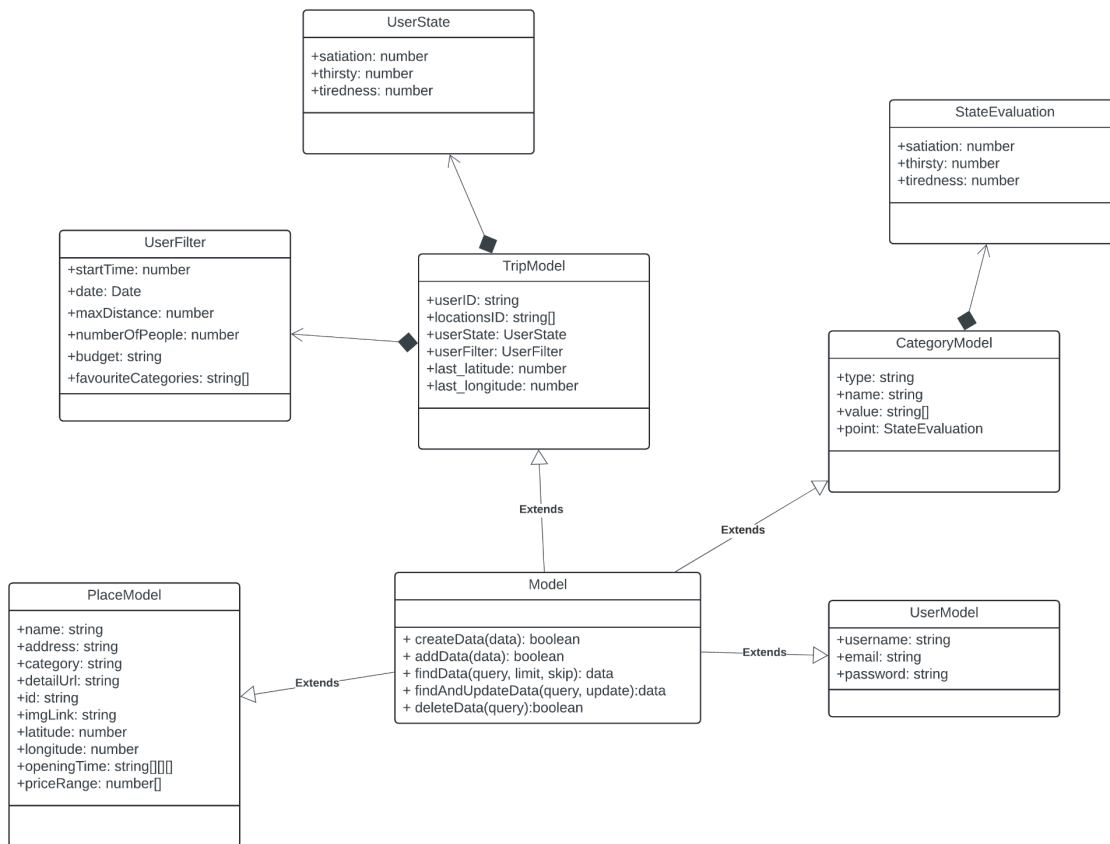 UserState
+satiation: number
+thirsty: number
+tiredness: number
StateEvaluation
+satiation: number
+thirsty: number
+tiredness: number
UserFilter
+startTime: number
+date: Date
+maxDistance: number
+numberOfPeople: number
+budget: string
+favouriteCategories: string[]
TripModel
+userID: string
+locationsID: string[]
+userState: UserState
+userFilter: UserFilter
+last_latitude: number
+last_longitude: number
CategoryModel
+type: string
+name: string
+value: string[]
+point: StateEvaluation
Extends
Extends
PlaceModel
+name: string
+address: string
+category: string
+detailUrl: string
+id: string
+imgLink: string
+latitude: number
+longitude: number
+openingTime: string[][][]
+priceRange: number[]
Extends
Model
+ createData(data): boolean
+ addData(data): boolean
+ findData(query, limit, skip): data
+ findAndUpdateData(query, update):data
+ deleteData(query):boolean
Extends
UserModel
+username: string
+email: string
+password: string